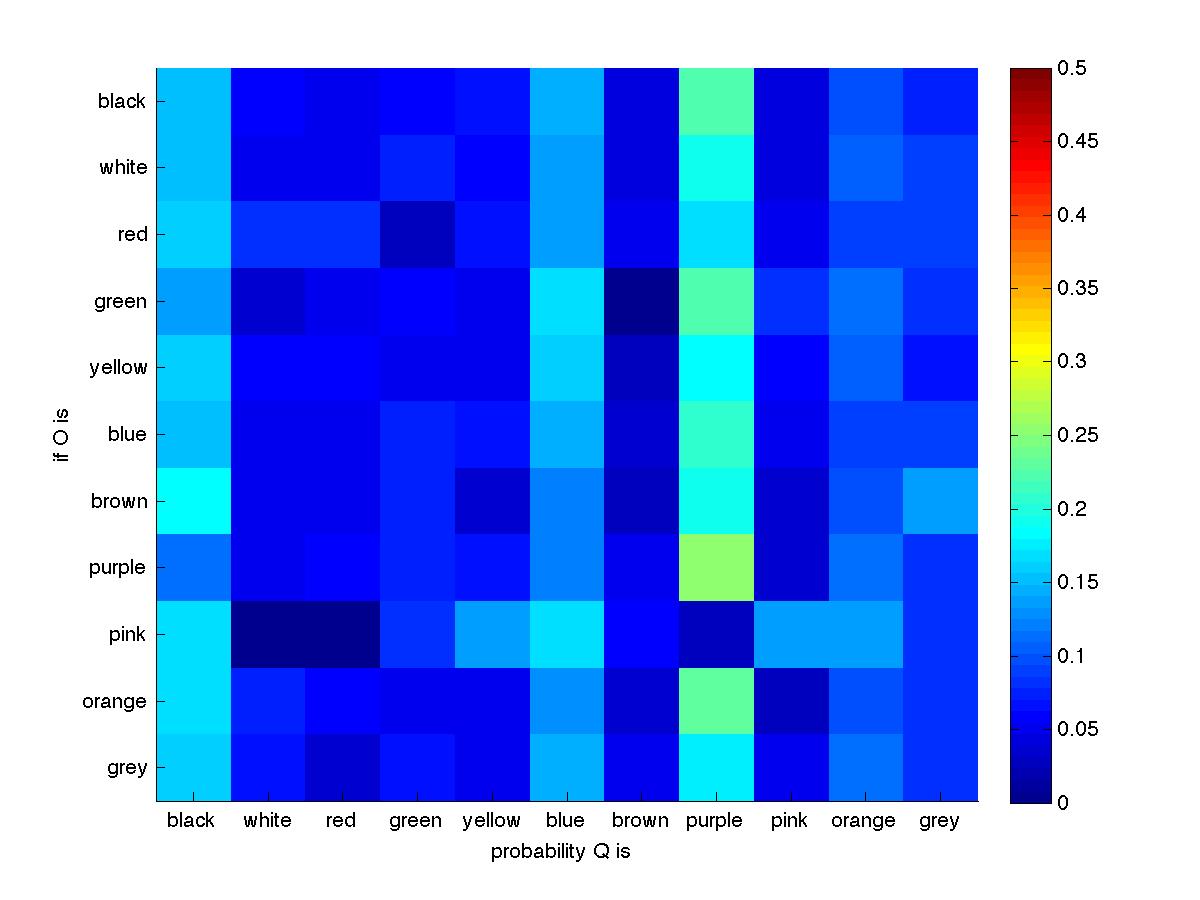 black
white
red
green
yellow
blue
brown
purple
pink
orange
grey
if O is
black white red green yellow blue brown purple pink orange grey
probability Q is
0.5
0.45
0.4
0.35
0.3
0.25
0.2
0.15
0.1
0.05
0